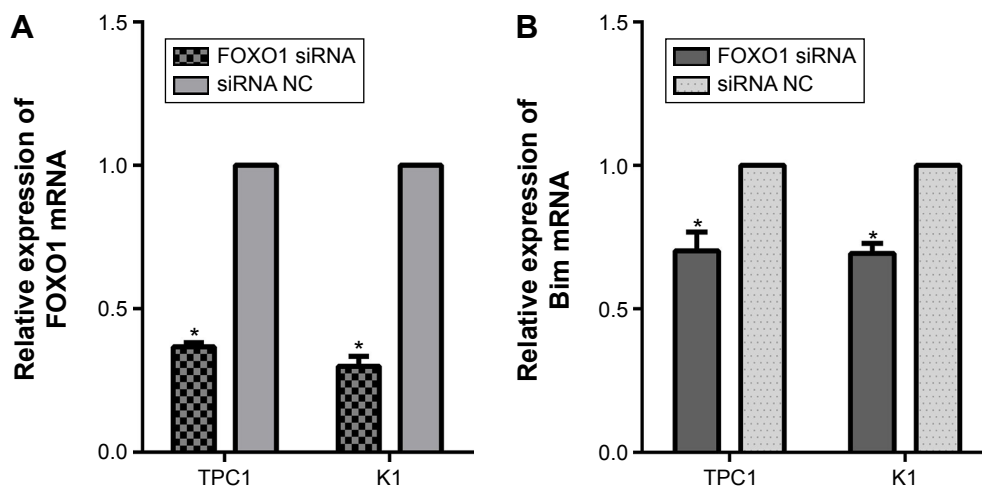 A
Relative expression of
FOXO1 mRNA
1.5
1.0
0.5
0.0
FOXO1 siRNA
siRNA NC
*
*
TPC1
K1
B
Relative expression of
Bim mRNA
1.5
1.0
0.5
0.0
FOXO1 siRNA
siRNA NC
*
*
TPC1
K1